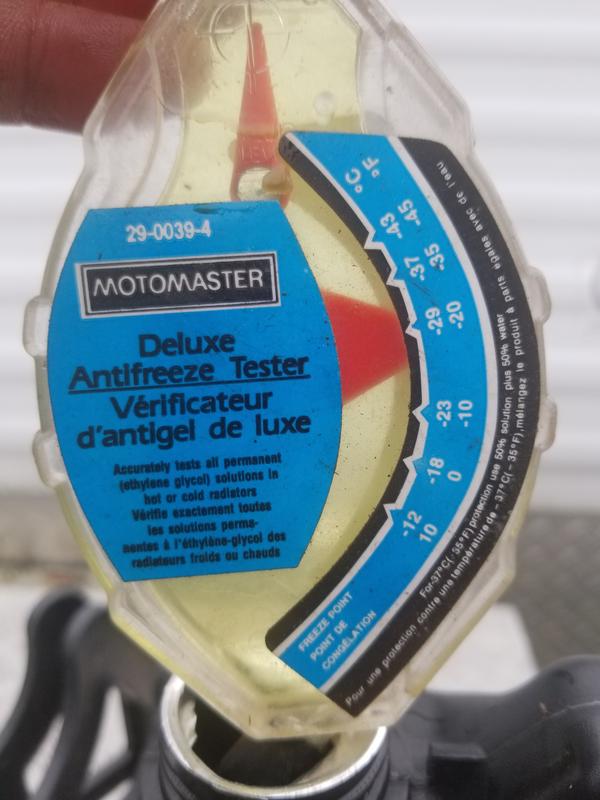 29-0039-4
MOTOMASTER
Deluxe
Antifreeze Tester
Vérificateur
d'antigel de luxe
Accurately tests all permanent
(ethylene glycol) solutions in
hot or cold radiators
Vérifie exactement toutes
les solutions perma-
nentes à l'éthylène-glycol des
radiateurs froids ou chauds
°C °F
-43 -45
-37 -35
-29 -20
-23 -10
-18 0
-12 10
FREEZE POINT
POINT DE
CONGÉLATION
For-37°C(-35°F) protection use 50% solution plus 50% water
Pour une protection contre une température de -37°C(-35°F), mélangez le produit à parts égales avec de l'eau